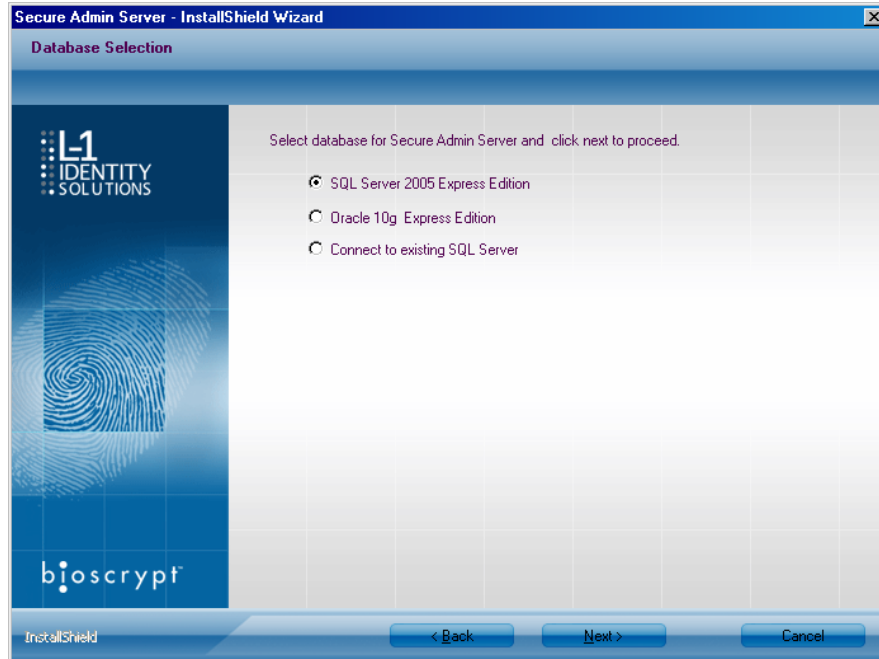 Secure Admin Server - InstallShield Wizard
Database Selection
L-1
IDENTITY
SOLUTIONS
Select database for Secure Admin Server and click next to proceed.
SQL Server 2005 Express Edition
Oracle 10g Express Edition
Connect to existing SQL Server
bioscrypt™
InstallShield
< Back
Next >
Cancel